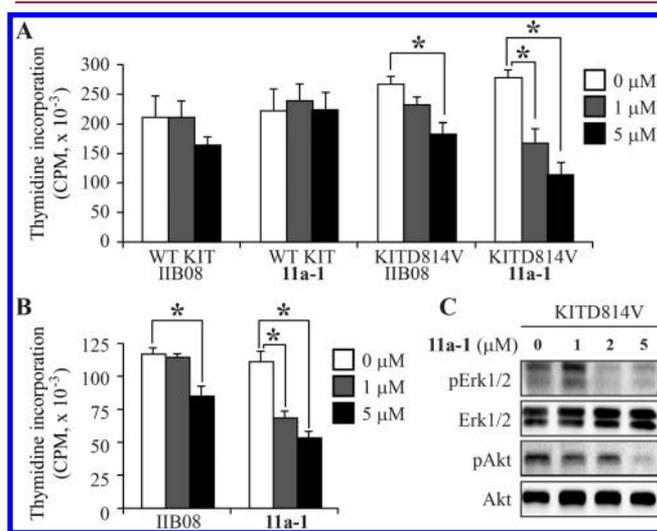 A
Thymidine incorporation
(CPM, x 10⁻³)
300
250
200
150
100
50
0
*
*
*
0 µM
1 µM
5 µM
WT KIT
IIB08
WT KIT
11a-1
KITD814V
IIB08
KITD814V
11a-1
B
Thymidine incorporation
(CPM, x 10⁻³)
125
100
75
50
25
0
*
*
*
0 µM
1 µM
5 µM
IIB08
11a-1
C
KITD814V
11a-1 (µM) 0 1 2 5
pErk1/2
Erk1/2
pAkt
Akt